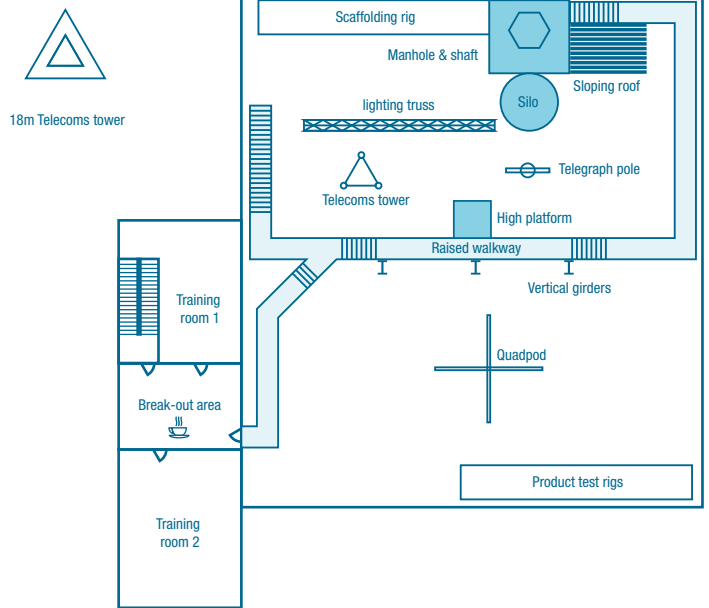 Scaffolding rig
Manhole & shaft
Sloping roof
Silo
18m Telecoms tower
lighting truss
Telegraph pole
Telecoms tower
High platform
Raised walkway
Vertical girders
Training
room 1
Quadpod
Break-out area
Product test rigs
Training
room 2